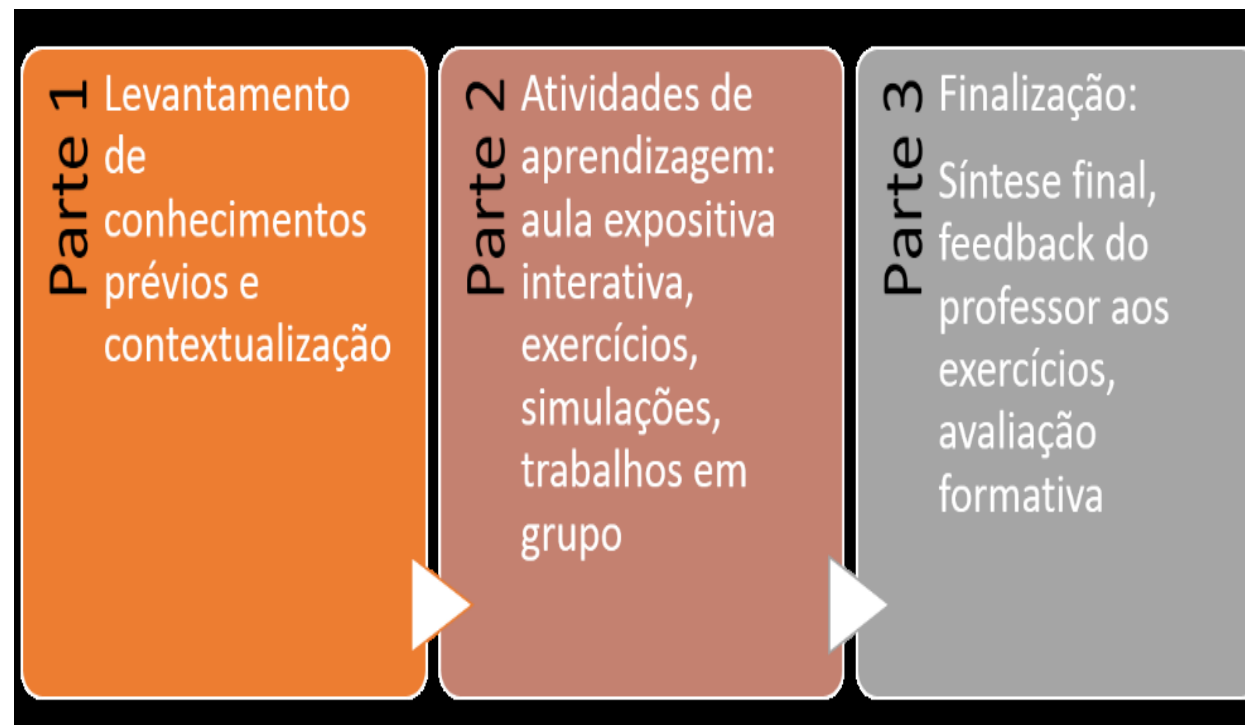 Parte 1
Levantamento
de
conhecimentos
prévios e
contextualização
Parte 2
Atividades de
aprendizagem:
aula expositiva
interativa,
exercícios,
simulações,
trabalhos em
grupo
Parte 3
Finalização:
Síntese final,
feedback do
professor aos
exercícios,
avaliação
formativa